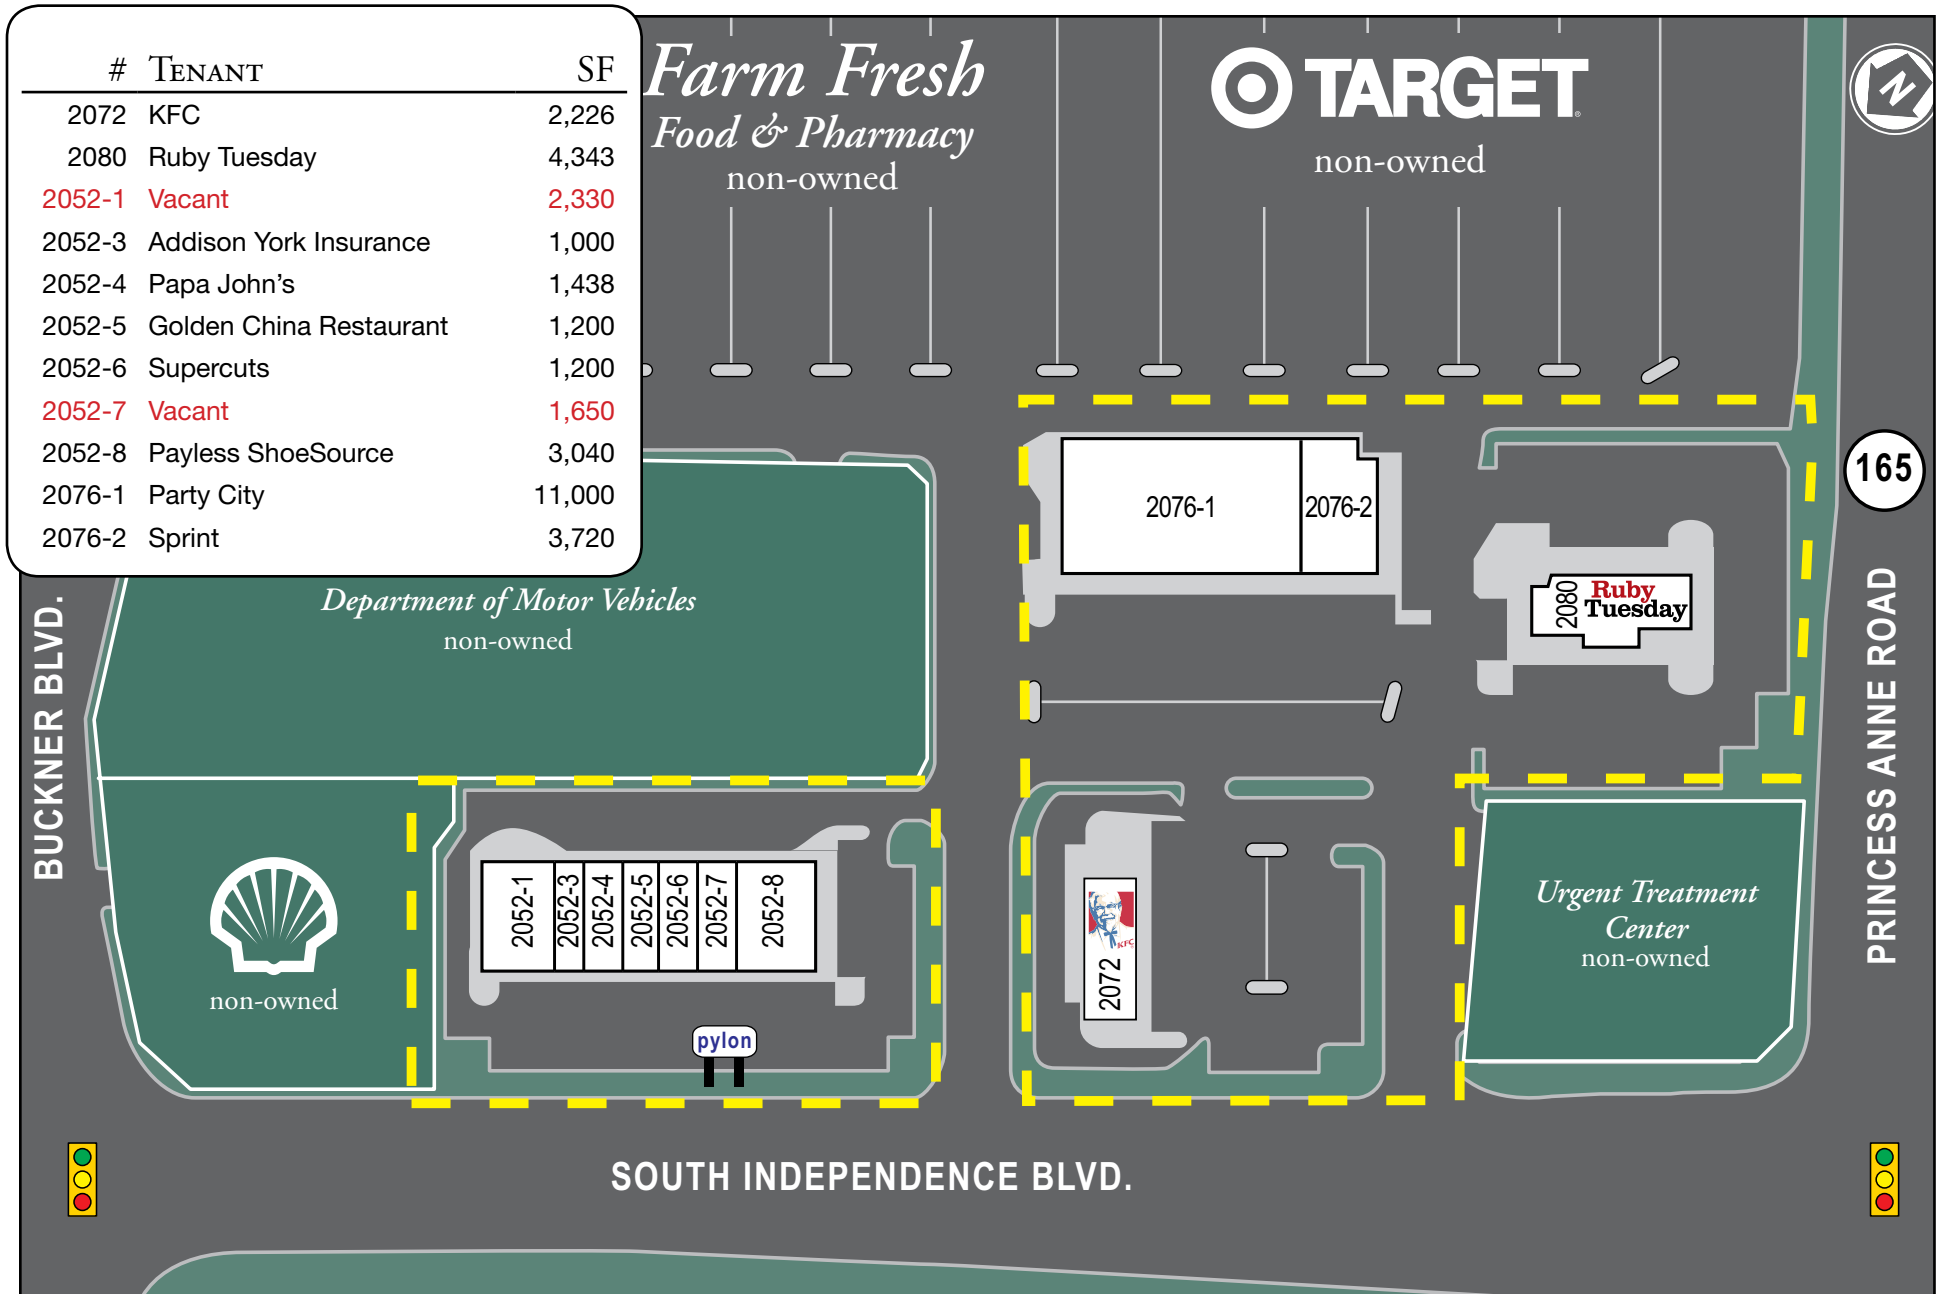 # TENANT SF
2072 KFC 2,226
2080 Ruby Tuesday 4,343
2052-1 Vacant 2,330
2052-3 Addison York Insurance 1,000
2052-4 Papa John's 1,438
2052-5 Golden China Restaurant 1,200
2052-6 Supercuts 1,200
2052-7 Vacant 1,650
2052-8 Payless ShoeSource 3,040
2076-1 Party City 11,000
2076-2 Sprint 3,720
Farm Fresh
Food & Pharmacy
non-owned
TARGET
non-owned
N
165
2076-1
2076-2
2080
Ruby
Tuesday
Department of Motor Vehicles
non-owned
BUCKNER BLVD.
PRINCESS ANNE ROAD
non-owned
2052-1
2052-3
2052-4
2052-5
2052-6
2052-7
2052-8
pylon
KFC
2072
Urgent Treatment
Center
non-owned
SOUTH INDEPENDENCE BLVD.